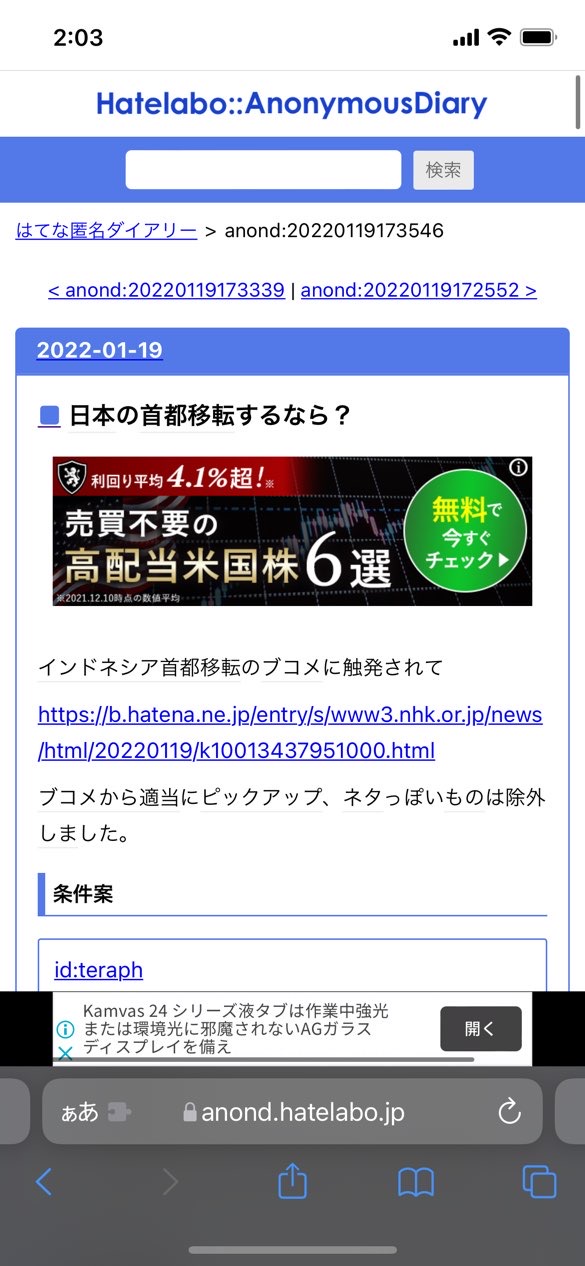 2:03
Hatelabo::AnonymousDiary
検索
はてな匿名ダイアリー > anond:20220119173546
< anond:20220119173339 | anond:20220119172552 >
2022-01-19
日本の首都移転するなら？
利回り平均4.1%超!※
売買不要の
高配当米国株6選
※2021.12.10時点の数値平均
無料で
今すぐ
チェック
インドネシア首都移転のブコメに触発されて
https://b.hatena.ne.jp/entry/s/www3.nhk.or.jp/news
/html/20220119/k10013437951000.html
ブコメから適当にピックアップ、ネタっぽいものは除外
しました。
条件案
id:teraph
Kamvas 24 シリーズ液タブは作業中強光
または環境光に邪魔されないAGガラス
ディスプレイを備え
開く
ぁあ
anond.hatelabo.jp